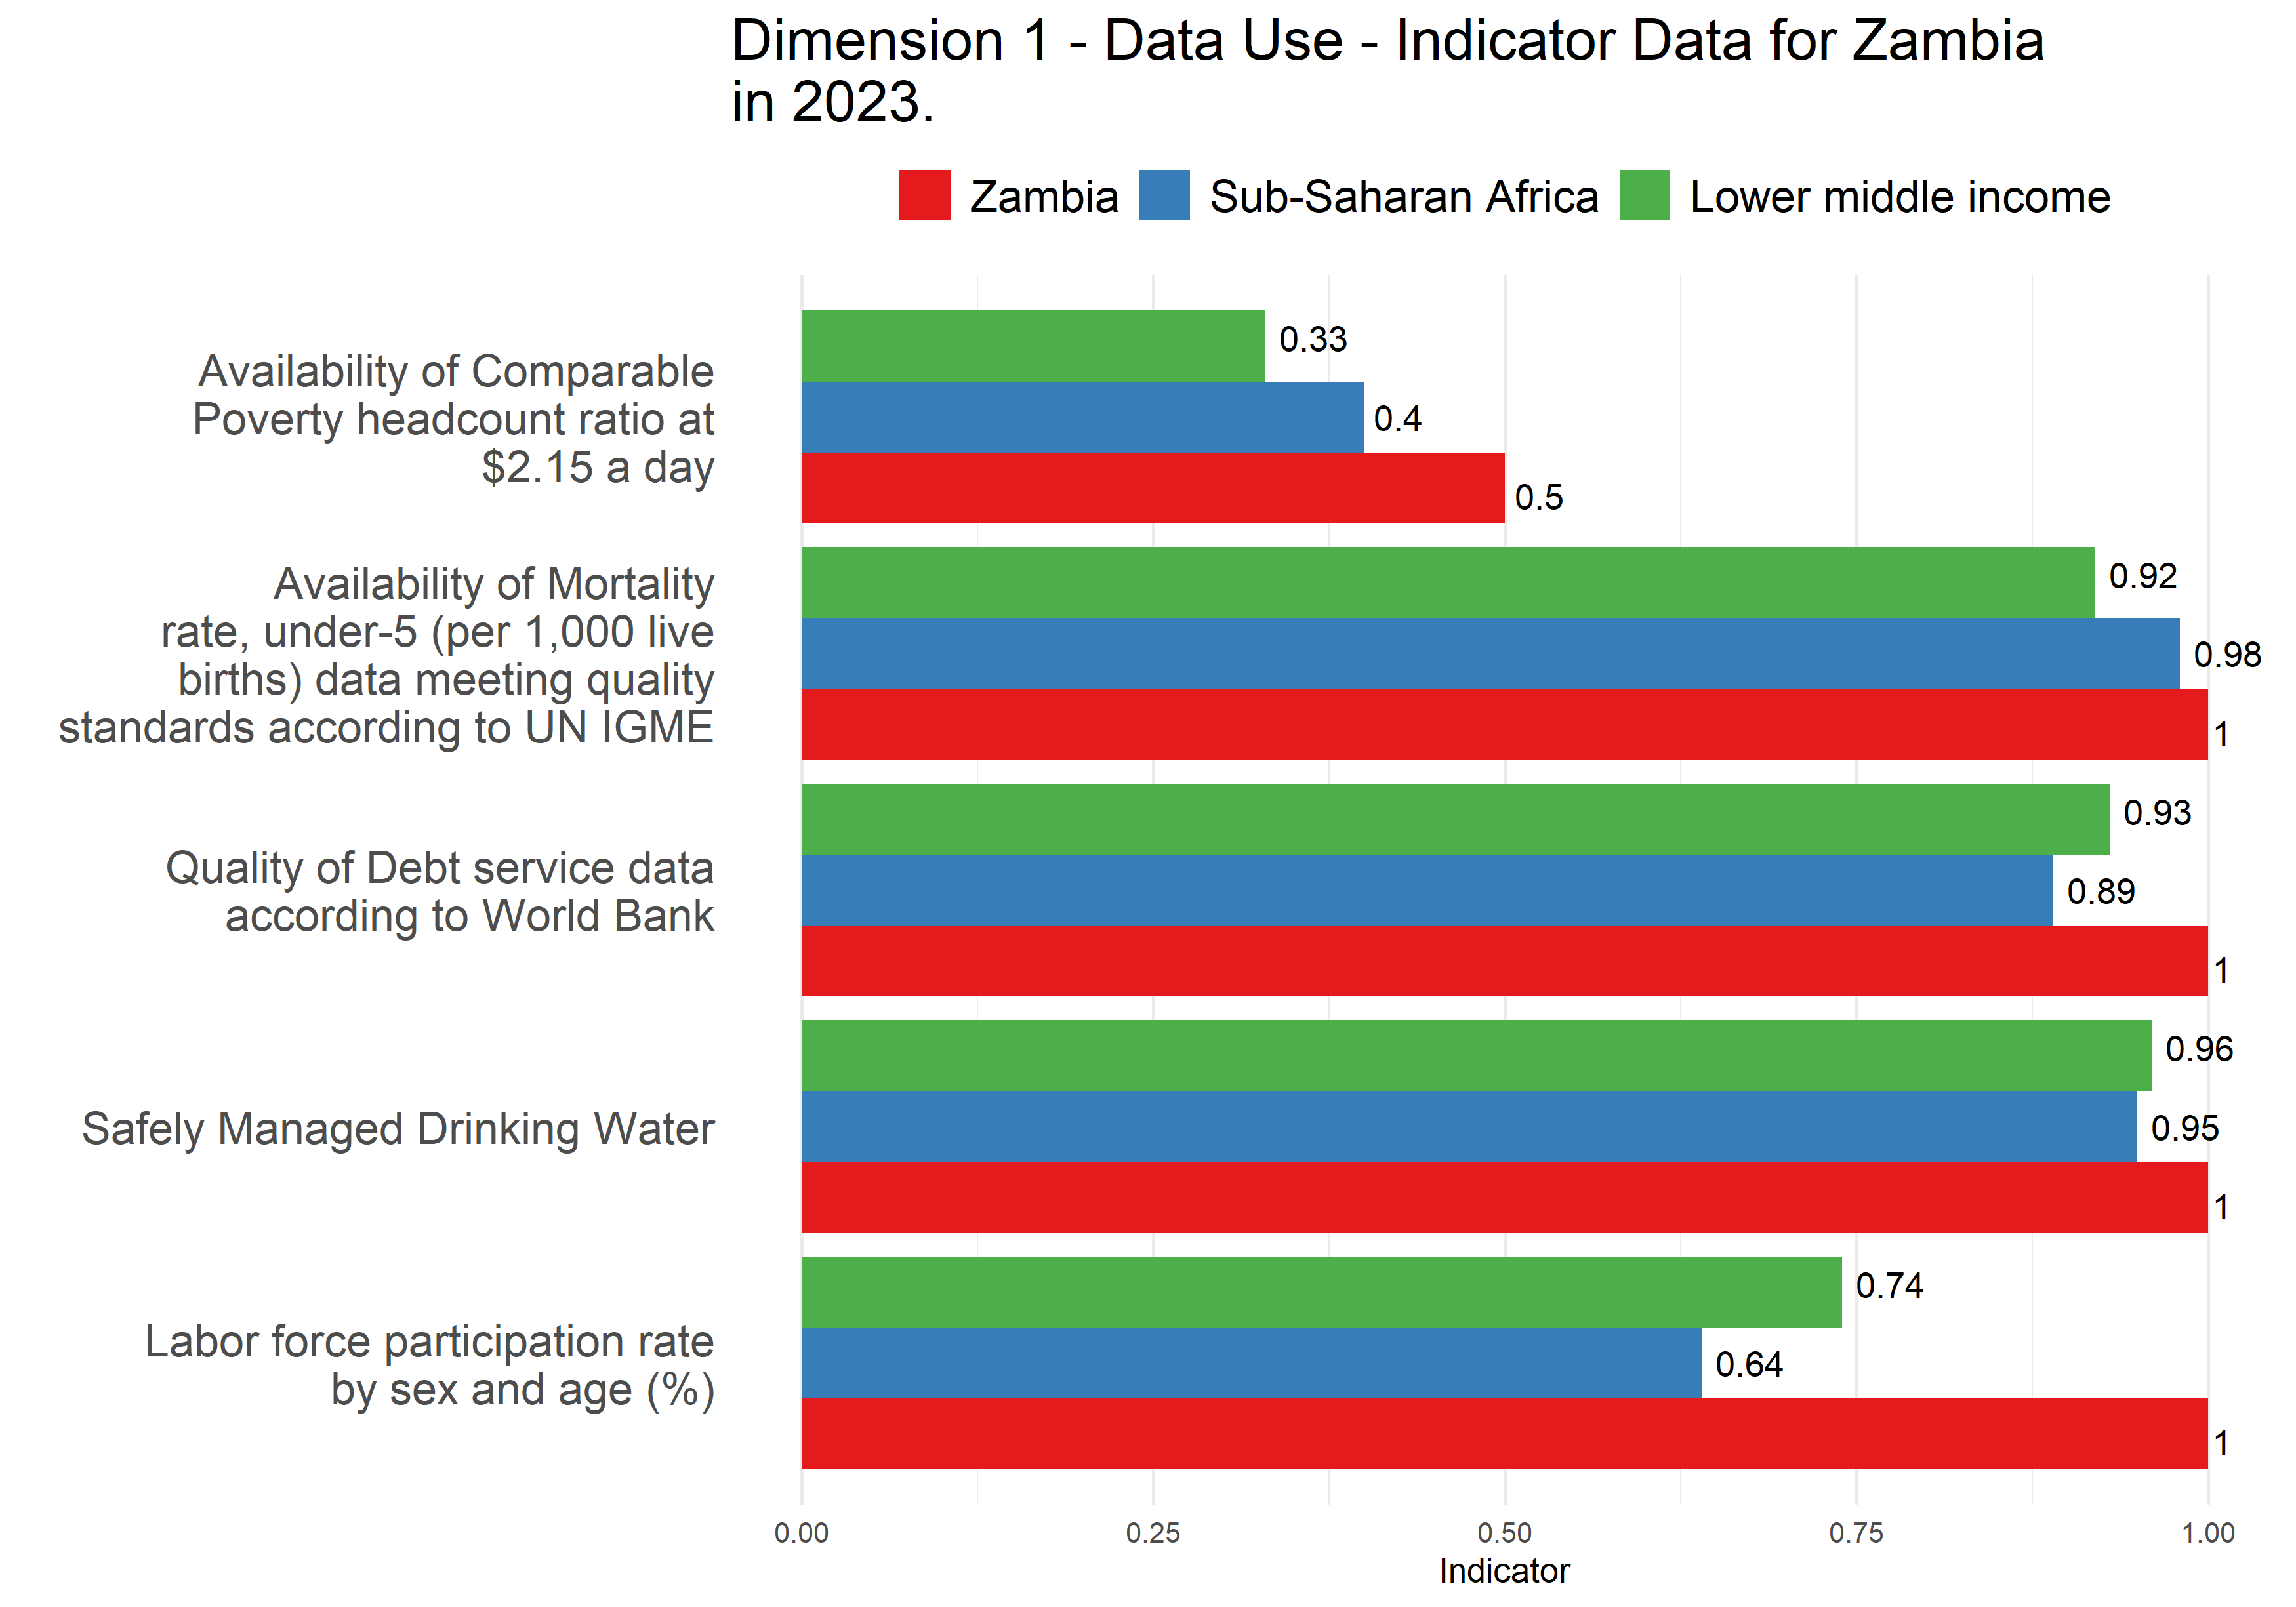 Dimension 1 - Data Use - Indicator Data for Zambia
in 2023.
Zambia Sub-Saharan Africa Lower middle income
Availability of Comparable
Poverty headcount ratio at
$2.15 a day
0.33
0.4
0.5
Availability of Mortality
rate, under-5 (per 1,000 live
births) data meeting quality
standards according to UN IGME
0.92
0.98
1
Quality of Debt service data
according to World Bank
0.93
0.89
1
Safely Managed Drinking Water
0.96
0.95
1
Labor force participation rate
by sex and age (%)
0.74
0.64
1
0.00 0.25 0.50 0.75 1.00
Indicator